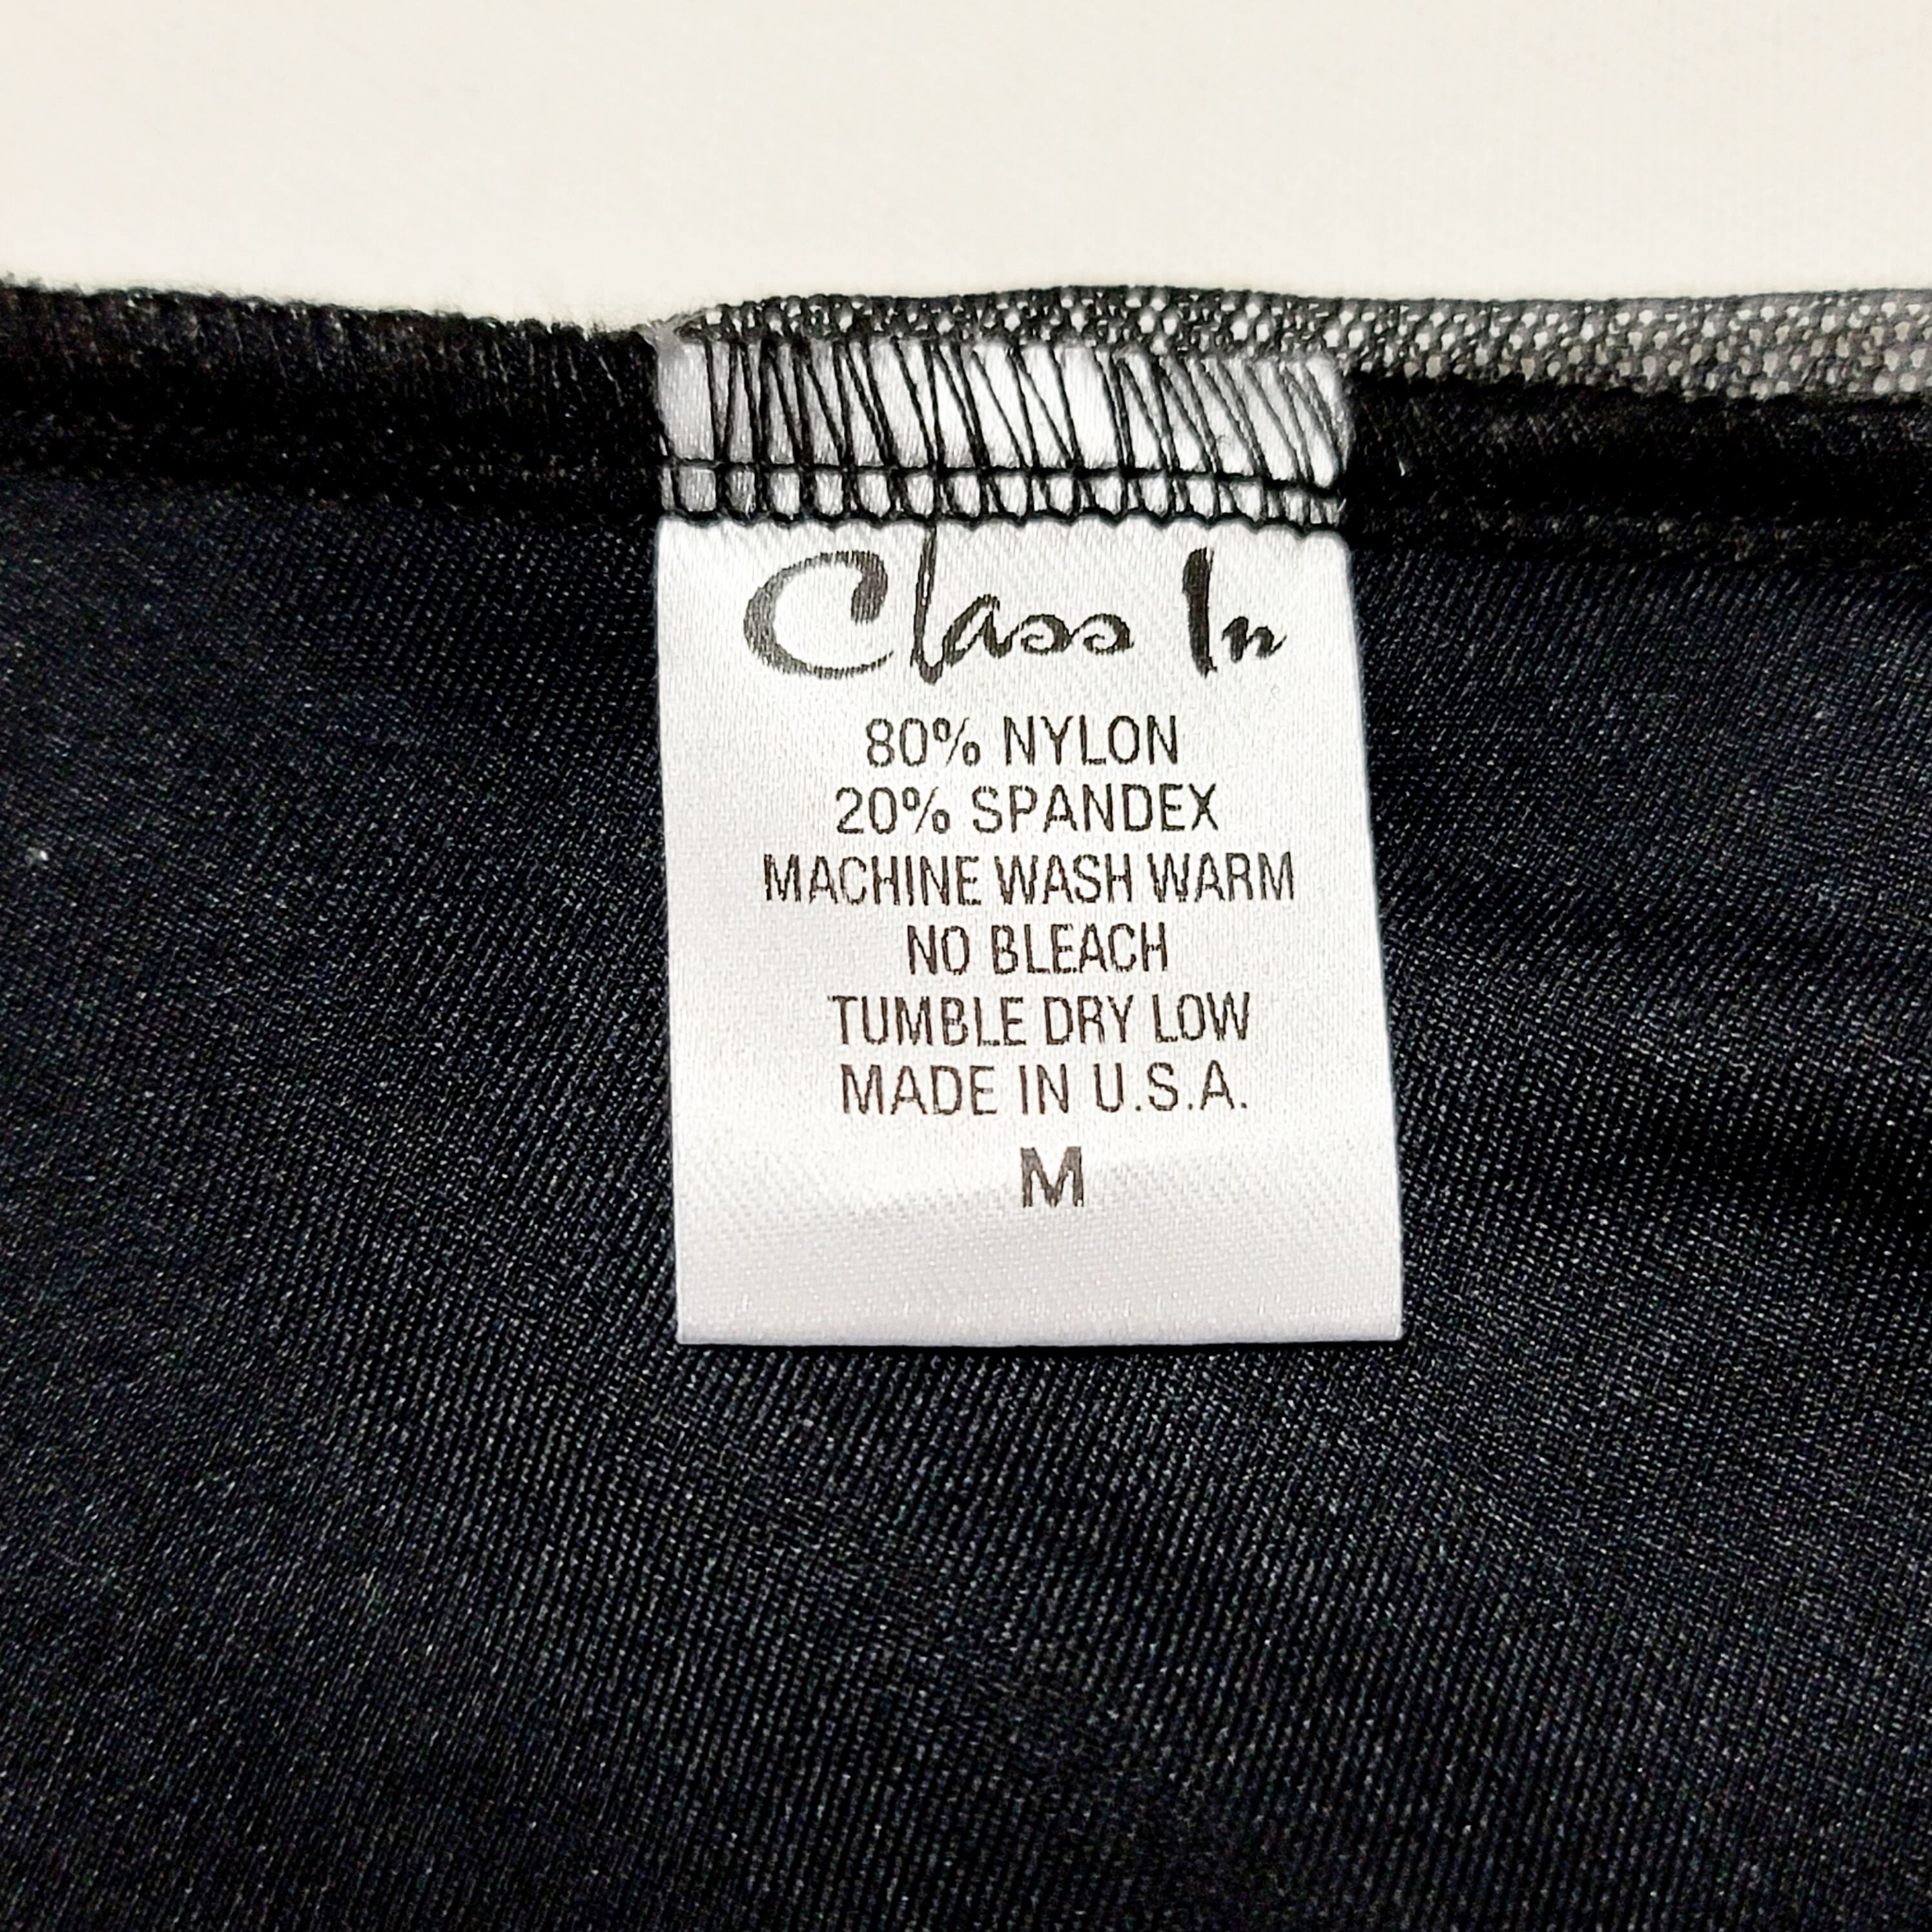 Class In
80% NYLON
20% SPANDEX
MACHINE WASH WARM
NO BLEACH
TUMBLE DRY LOW
MADE IN U.S.A.
M